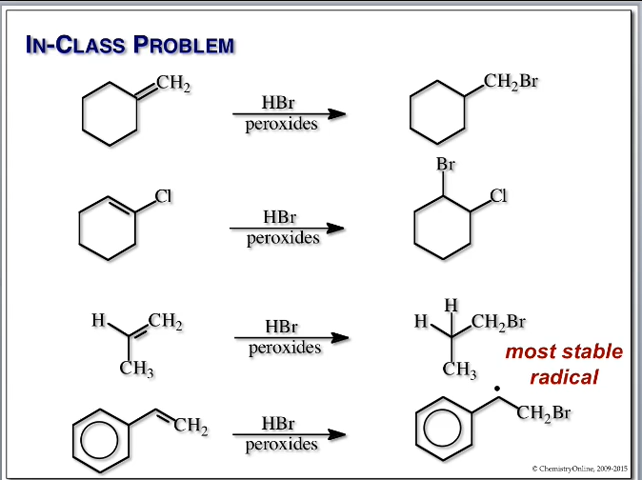 IN-CLASS PROBLEM
CH₂
HBr
peroxides
CH₂Br
Cl
HBr
peroxides
Br
Cl
H
CH₂
CH₃
HBr
peroxides
H
H
CH₂Br
CH₃
most stable
radical
CH₂
HBr
peroxides
CH₂Br
© ChemistryOnline, 2009-2015